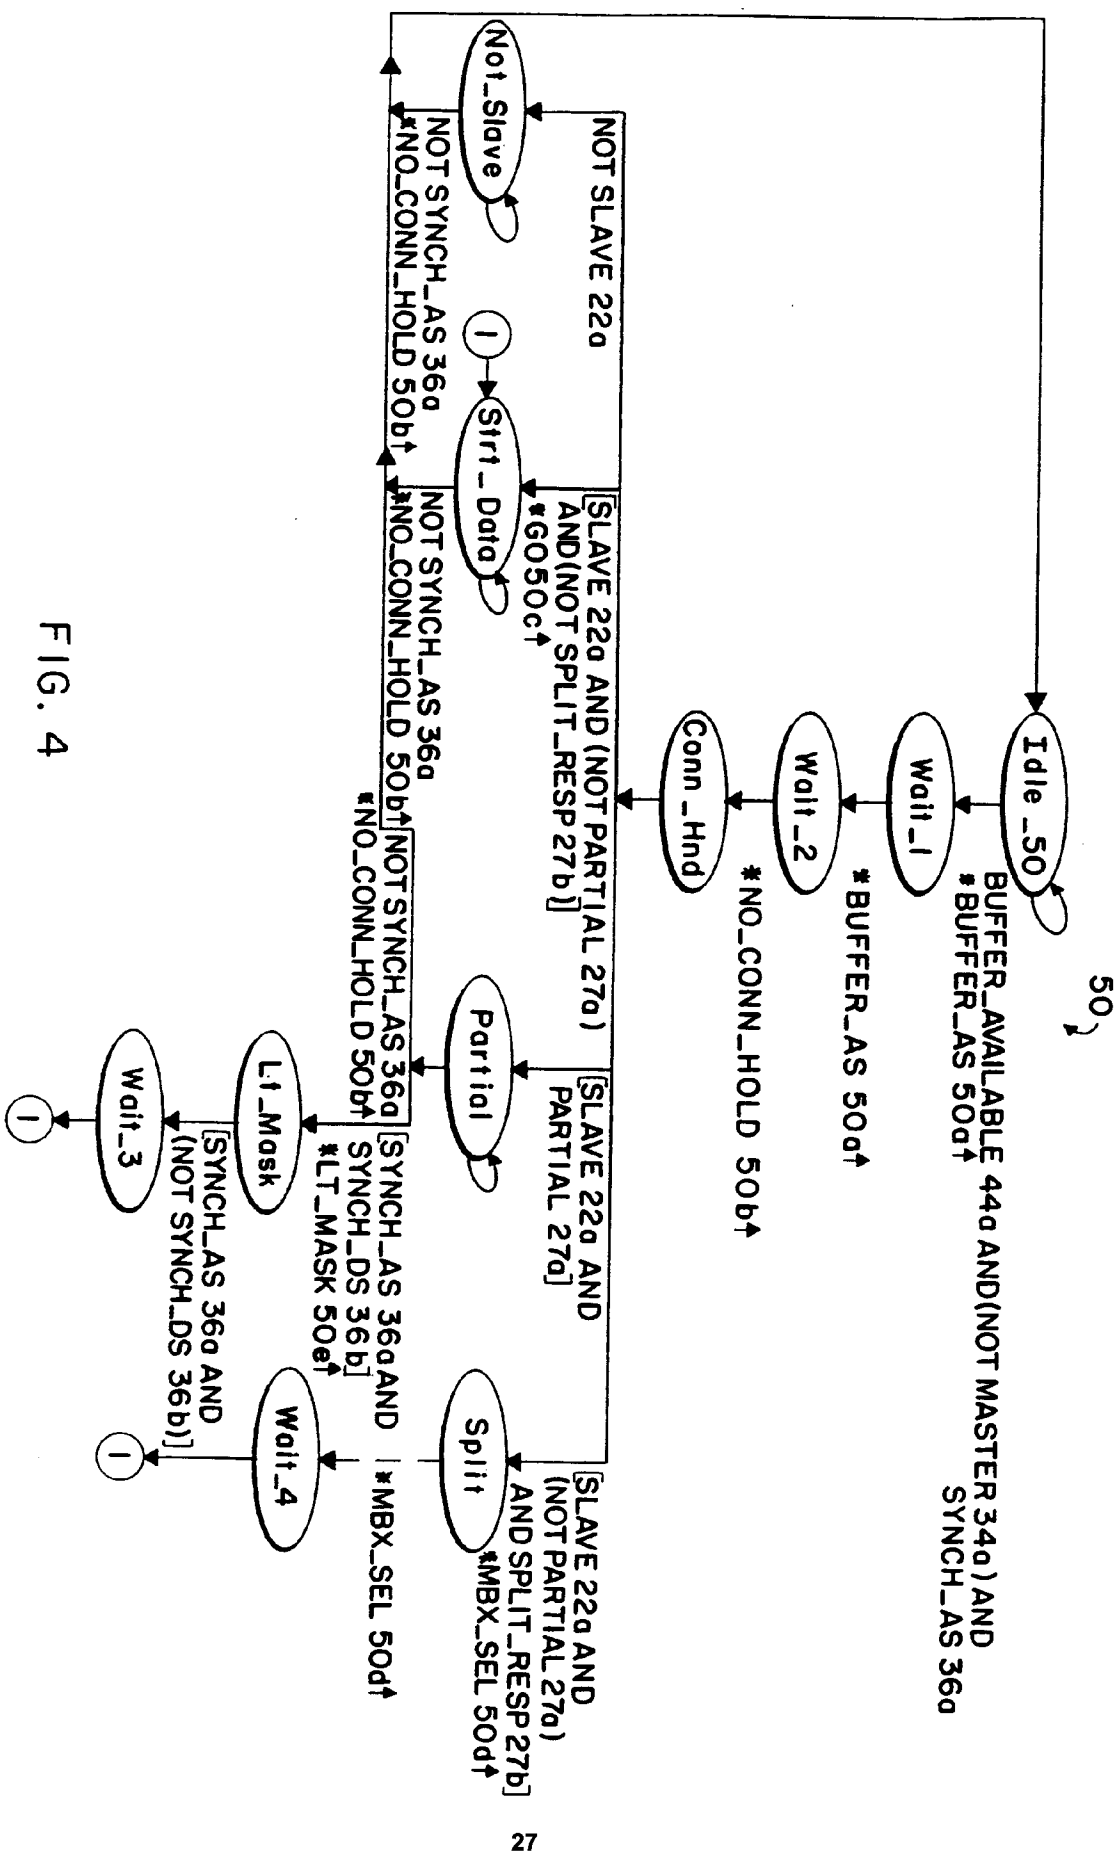 50
Idle_50
BUFFER_AVAILABLE 44a AND(NOT MASTER 34a) AND
SYNCH_AS 36a
*BUFFER_AS 50a↑
Wait_1
*BUFFER_AS 50a↑
Wait_2
*NO_CONN_HOLD 50b↑
Conn_Hnd
NOT SLAVE 22a
[SLAVE 22a AND (NOT PARTIAL 27a)
AND(NOT SPLIT_RESP 27b)]
*GO50c↑
[SLAVE 22a AND
PARTIAL 27a]
[SLAVE 22a AND
(NOT PARTIAL 27a)
AND SPLIT_RESP 27b]
*MBX_SEL 50d↑
Not_Slave
1
Strt_Data
Partial
Split
NOT SYNCH_AS 36a
*NO_CONN_HOLD 50b↑
NOT SYNCH_AS 36a
*NO_CONN_HOLD 50b↑
[NOT SYNCH_AS 36a
*NO_CONN_HOLD 50b↑
[SYNCH_AS 36a AND
SYNCH_DS 36b]
*LT_MASK 50e↑
*MBX_SEL 50d↑
Lt_Mask
Wait_4
[SYNCH_AS 36a AND
(NOT SYNCH_DS 36b)]
Wait_3
1
1
FIG. 4
27